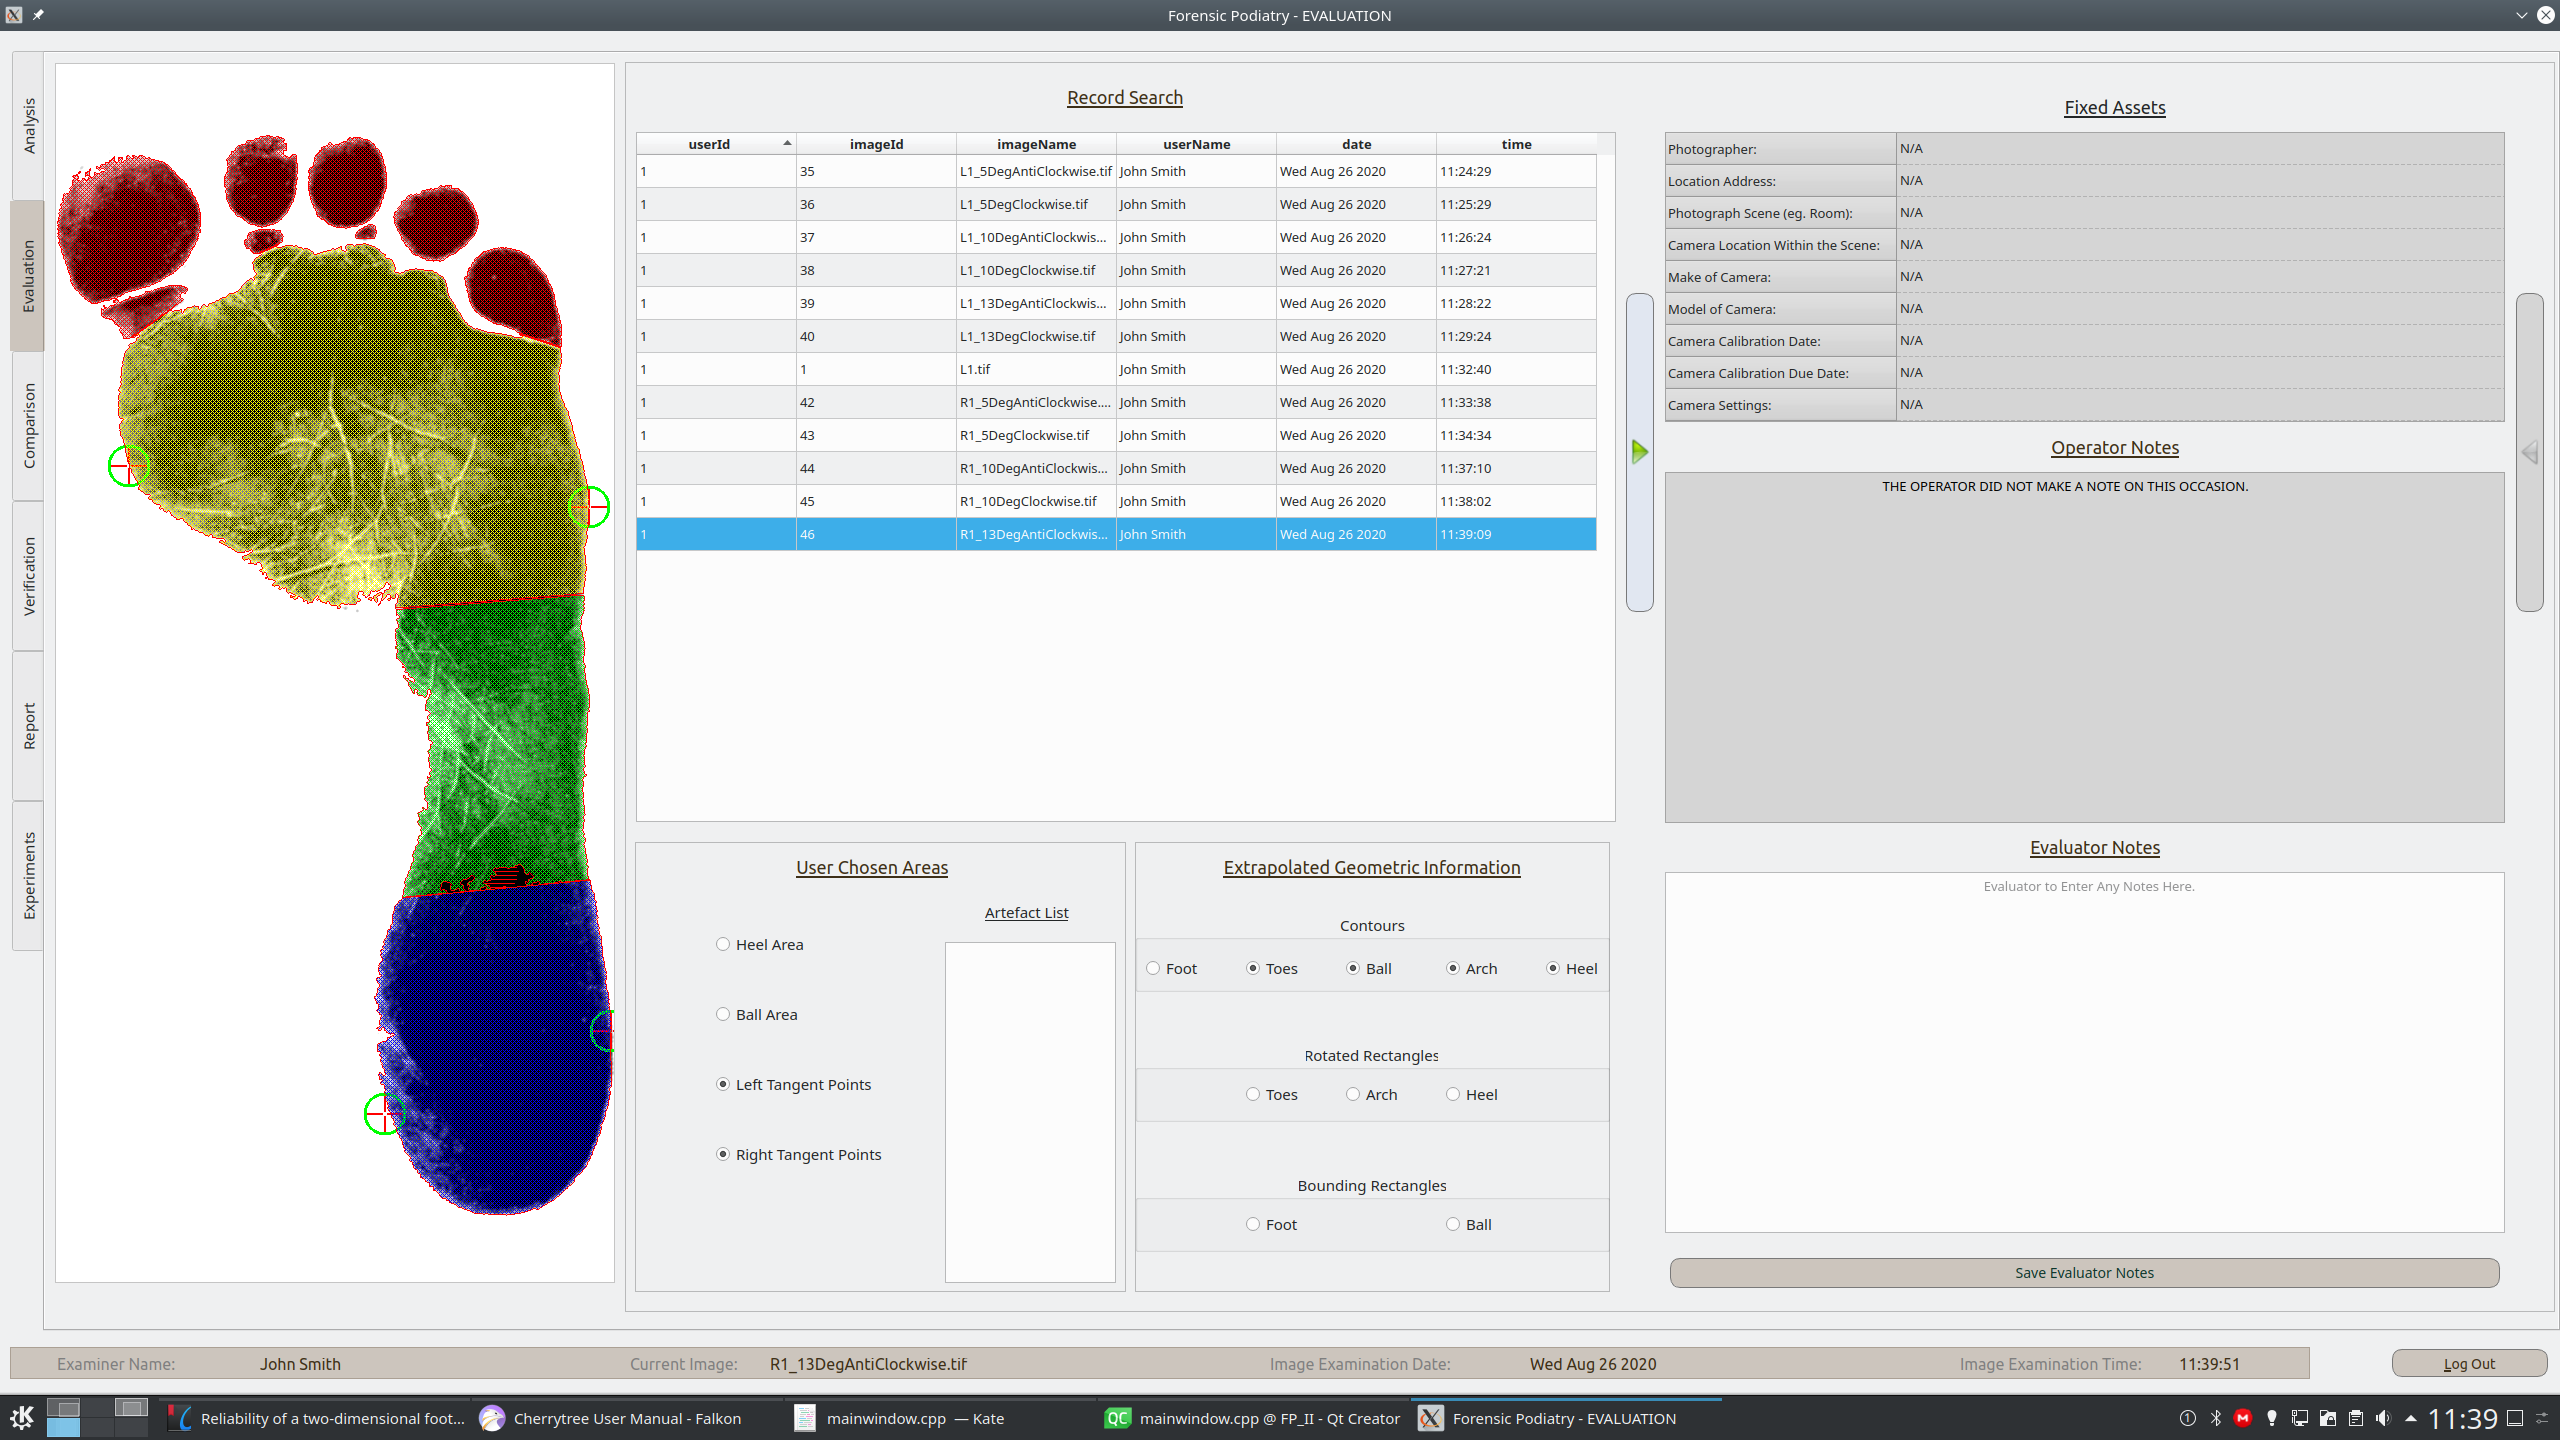 Forensic Podiatry - EVALUATION
Analysis
Evaluation
Comparison
Verification
Report
Experiments
Record Search
userId imageId imageName userName date time
1 35 L1_5DegAntiClockwise.tif John Smith Wed Aug 26 2020 11:24:29
1 36 L1_5DegClockwise.tif John Smith Wed Aug 26 2020 11:25:29
1 37 L1_10DegAntiClockwis... John Smith Wed Aug 26 2020 11:26:24
1 38 L1_10DegClockwise.tif John Smith Wed Aug 26 2020 11:27:21
1 39 L1_13DegAntiClockwis... John Smith Wed Aug 26 2020 11:28:22
1 40 L1_13DegClockwise.tif John Smith Wed Aug 26 2020 11:29:24
1 1 L1.tif John Smith Wed Aug 26 2020 11:32:40
1 42 R1_5DegAntiClockwise.... John Smith Wed Aug 26 2020 11:33:38
1 43 R1_5DegClockwise.tif John Smith Wed Aug 26 2020 11:34:34
1 44 R1_10DegAntiClockwis... John Smith Wed Aug 26 2020 11:37:10
1 45 R1_10DegClockwise.tif John Smith Wed Aug 26 2020 11:38:02
1 46 R1_13DegAntiClockwis... John Smith Wed Aug 26 2020 11:39:09
User Chosen Areas
Artefact List
Heel Area
Ball Area
Left Tangent Points
Right Tangent Points
Extrapolated Geometric Information
Contours
Foot Toes Ball Arch Heel
Rotated Rectangles
Toes Arch Heel
Bounding Rectangles
Foot Ball
Fixed Assets
Photographer: N/A
Location Address: N/A
Photograph Scene (eg. Room): N/A
Camera Location Within the Scene: N/A
Make of Camera: N/A
Model of Camera: N/A
Camera Calibration Date: N/A
Camera Calibration Due Date: N/A
Camera Settings: N/A
Operator Notes
THE OPERATOR DID NOT MAKE A NOTE ON THIS OCCASION.
Evaluator Notes
Evaluator to Enter Any Notes Here.
Save Evaluator Notes
Examiner Name: John Smith Current Image: R1_13DegAntiClockwise.tif Image Examination Date: Wed Aug 26 2020 Image Examination Time: 11:39:51 Log Out
Reliability of a two-dimensional foot... Cherrytree User Manual - Falkon mainwindow.cpp — Kate QC mainwindow.cpp @ FP_II - Qt Creator Forensic Podiatry - EVALUATION 1 M 11:39